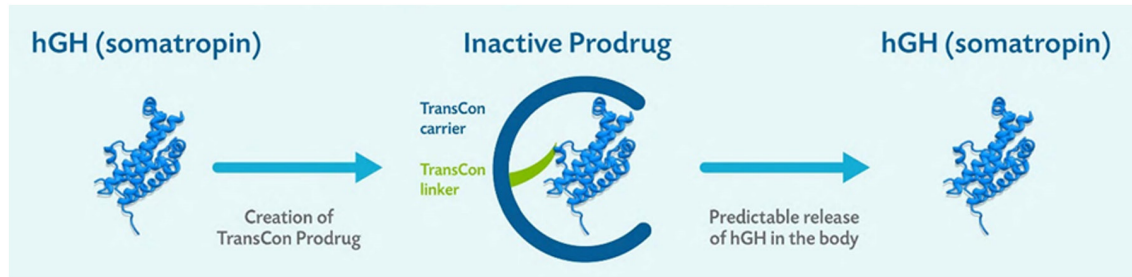 hGH (somatropin)
Inactive Prodrug
hGH (somatropin)
TransCon
carrier
TransCon
linker
Creation of
TransCon Prodrug
Predictable release
of hGH in the body